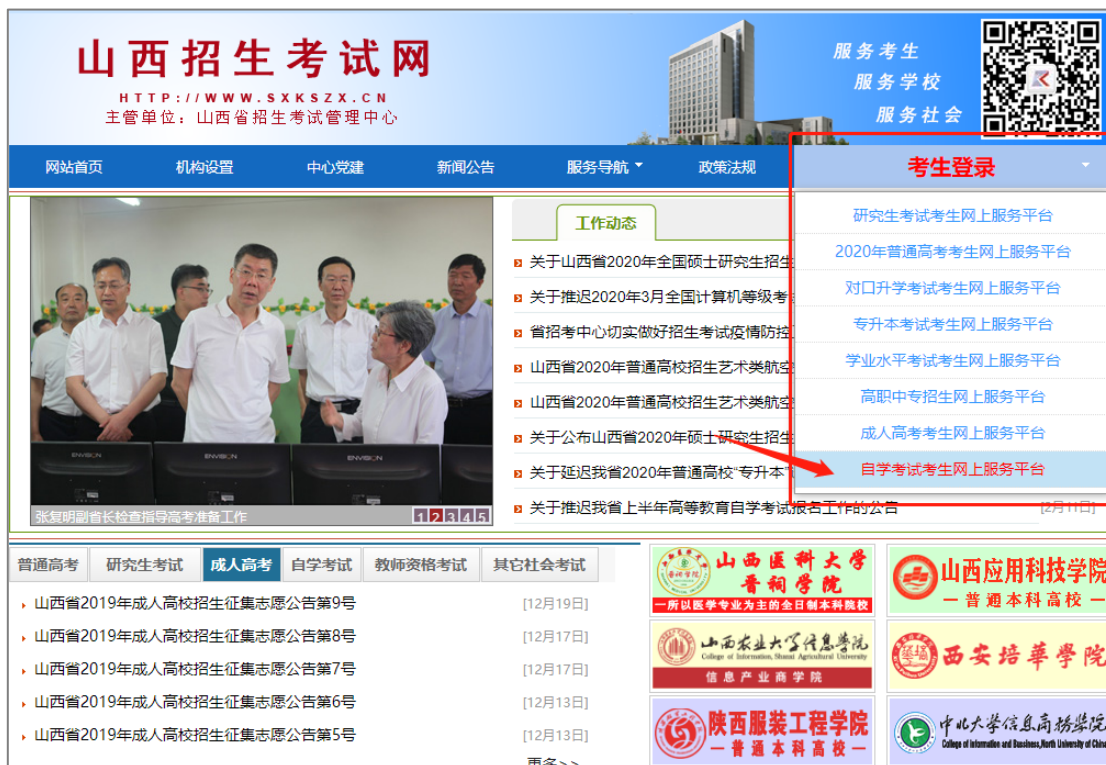 山西招生考试网
HTTP://WWW.SXKSZX.CN
主管单位：山西省招生考试管理中心
服务考生
服务学校
服务社会
网站首页 机构设置 中心党建 新闻公告 服务导航 政策法规 考生登录
研究生考试考生网上服务平台
2020年普通高考考生网上服务平台
对口升学考试考生网上服务平台
专升本考试考生网上服务平台
学业水平考试考生网上服务平台
高职中专招生网上服务平台
成人高考考生网上服务平台
自学考试考生网上服务平台
工作动态
关于山西省2020年全国硕士研究生招生
关于推迟2020年3月全国计算机等级考
省招考中心切实做好招生考试疫情防控
山西省2020年普通高校招生艺术类航空
山西省2020年普通高校招生艺术类航空
关于公布山西省2020年硕士研究生招生
关于延迟我省2020年普通高校“专升本”
关于推迟我省上半年高等教育自学考试报名工作的公告 [2月11日]
ENVISION
ENVISION
ENVISION
张复明副省长检查指导高考准备工作 1 2 3 4 5
普通高考 研究生考试 成人高考 自学考试 教师资格考试 其它社会考试
山西省2019年成人高校招生征集志愿公告第9号 [12月19日]
山西省2019年成人高校招生征集志愿公告第8号 [12月17日]
山西省2019年成人高校招生征集志愿公告第7号 [12月17日]
山西省2019年成人高校招生征集志愿公告第6号 [12月13日]
山西省2019年成人高校招生征集志愿公告第5号 [12月13日]
更多>>
山西医科大学
晋祠学院
一所以医学专业为主的全日制本科院校
山西应用科技学院
一普通本科高校一
山西农业大学信息学院
College of Information, Shanxi Agricultural University
信息产业商学院
西安培華學院
陕西服装工程学院
一普通本科高校一
中北大学信息商务学院
College of Information and Business,North University of China